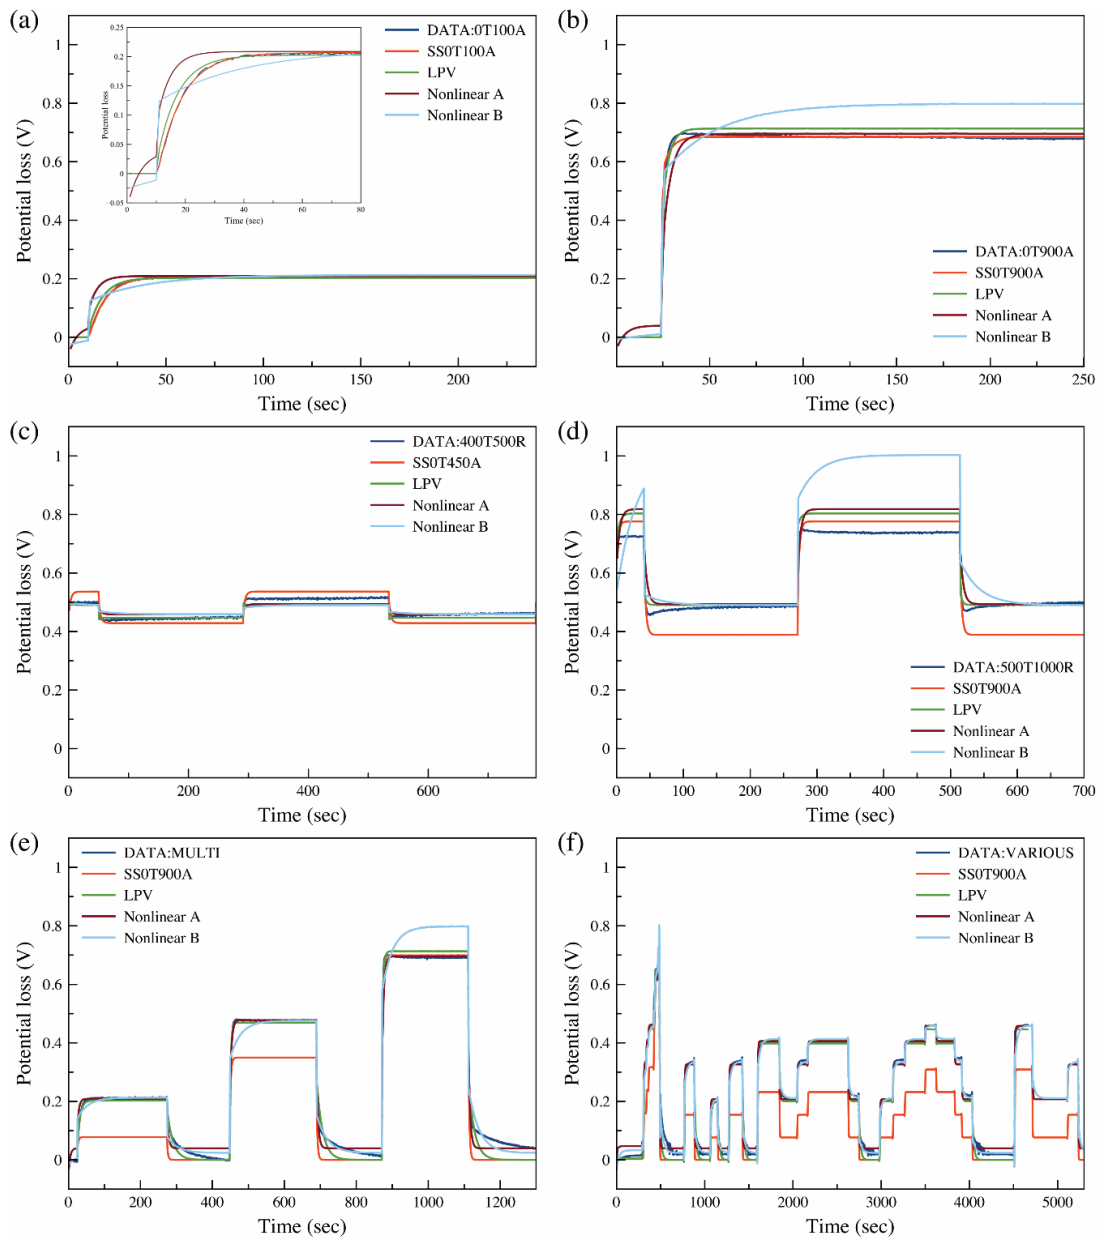 (a)
DATA:0T100A
SS0T100A
LPV
Nonlinear A
Nonlinear B
1
0.8
0.6
0.4
0.2
0
Potential loss (V)
0 50 100 150 200
Time (sec)
0.25
0.2
0.15
0.1
0.05
0
−0.05
Potential loss
0 20 40 60 80
Time (sec)
(b)
DATA:0T900A
SS0T900A
LPV
Nonlinear A
Nonlinear B
1
0.8
0.6
0.4
0.2
0
Potential loss (V)
50 100 150 200 250
Time (sec)
(c)
DATA:400T500R
SS0T450A
LPV
Nonlinear A
Nonlinear B
1
0.8
0.6
0.4
0.2
0
Potential loss (V)
0 200 400 600
Time (sec)
(d)
DATA:500T1000R
SS0T900A
LPV
Nonlinear A
Nonlinear B
1
0.8
0.6
0.4
0.2
0
Potential loss (V)
0 100 200 300 400 500 600 700
Time (sec)
(e)
DATA:MULTI
SS0T900A
LPV
Nonlinear A
Nonlinear B
1
0.8
0.6
0.4
0.2
0
Potential loss (V)
0 200 400 600 800 1000 1200
Time (sec)
(f)
DATA:VARIOUS
SS0T900A
LPV
Nonlinear A
Nonlinear B
1
0.8
0.6
0.4
0.2
0
Potential loss (V)
0 1000 2000 3000 4000 5000
Time (sec)